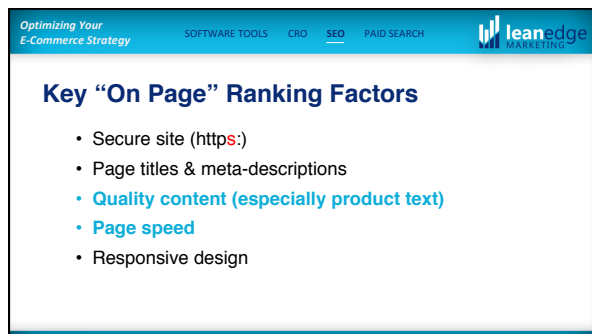 Optimizing Your
E-Commerce Strategy
SOFTWARE TOOLS CRO SEO PAID SEARCH
leanedge
MARKETING
Key “On Page” Ranking Factors
• Secure site (https:)
• Page titles & meta-descriptions
• Quality content (especially product text)
• Page speed
• Responsive design